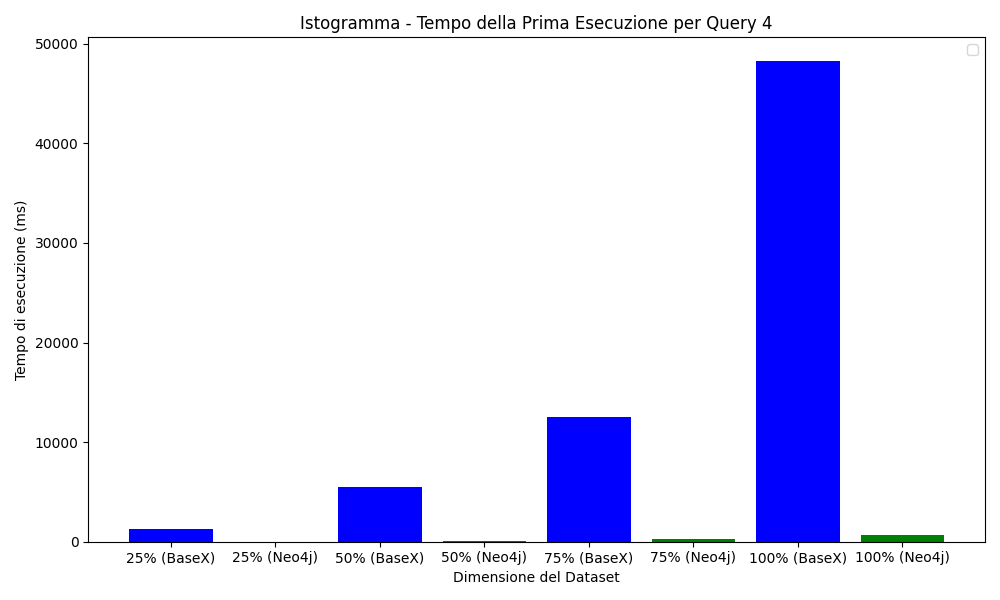 Istogramma - Tempo della Prima Esecuzione per Query 4
50000
40000
30000
20000
10000
0
Tempo di esecuzione (ms)
25% (BaseX) 25% (Neo4j) 50% (BaseX) 50% (Neo4j) 75% (BaseX) 75% (Neo4j) 100% (BaseX) 100% (Neo4j)
Dimensione del Dataset